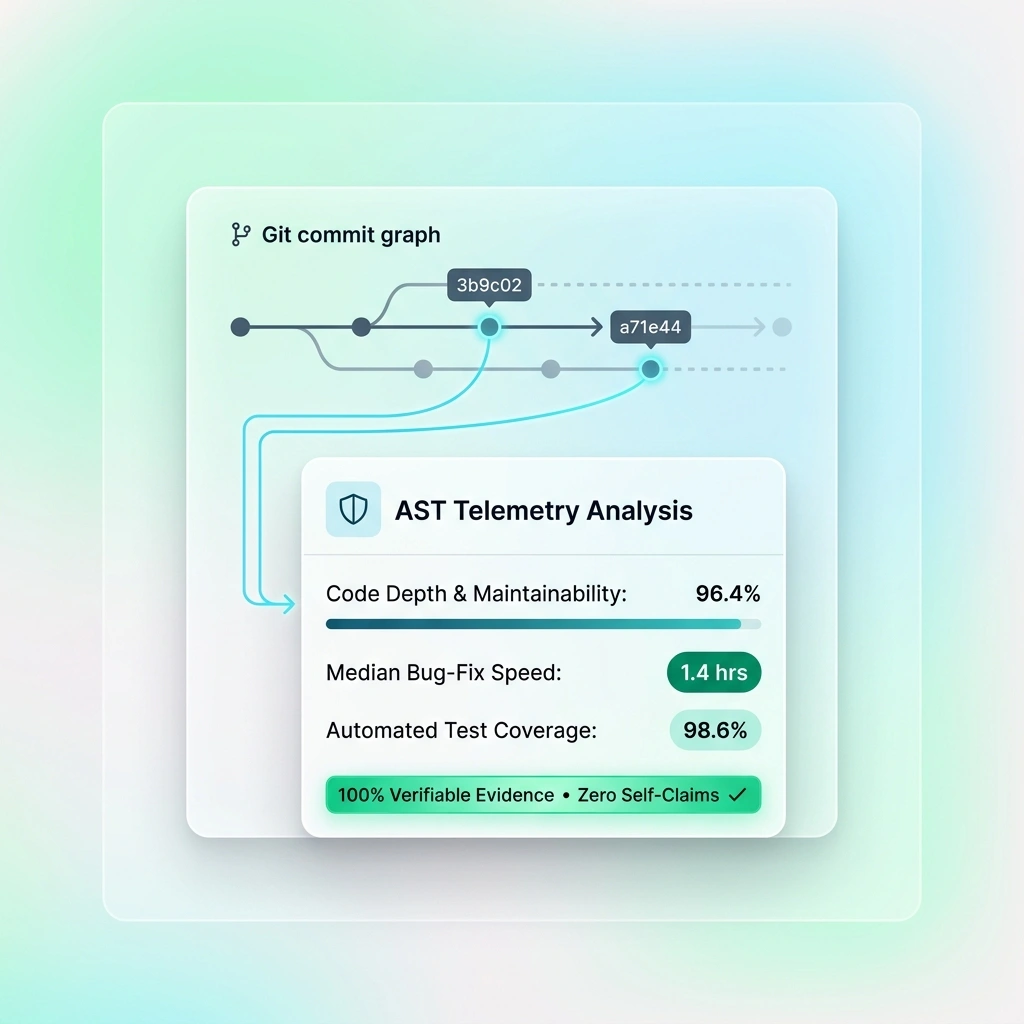 Git commit graph
3b9c02
a71e44
AST Telemetry Analysis
Code Depth & Maintainability: 96.4%
Median Bug-Fix Speed: 1.4 hrs
Automated Test Coverage: 98.6%
100% Verifiable Evidence • Zero Self-Claims ✓